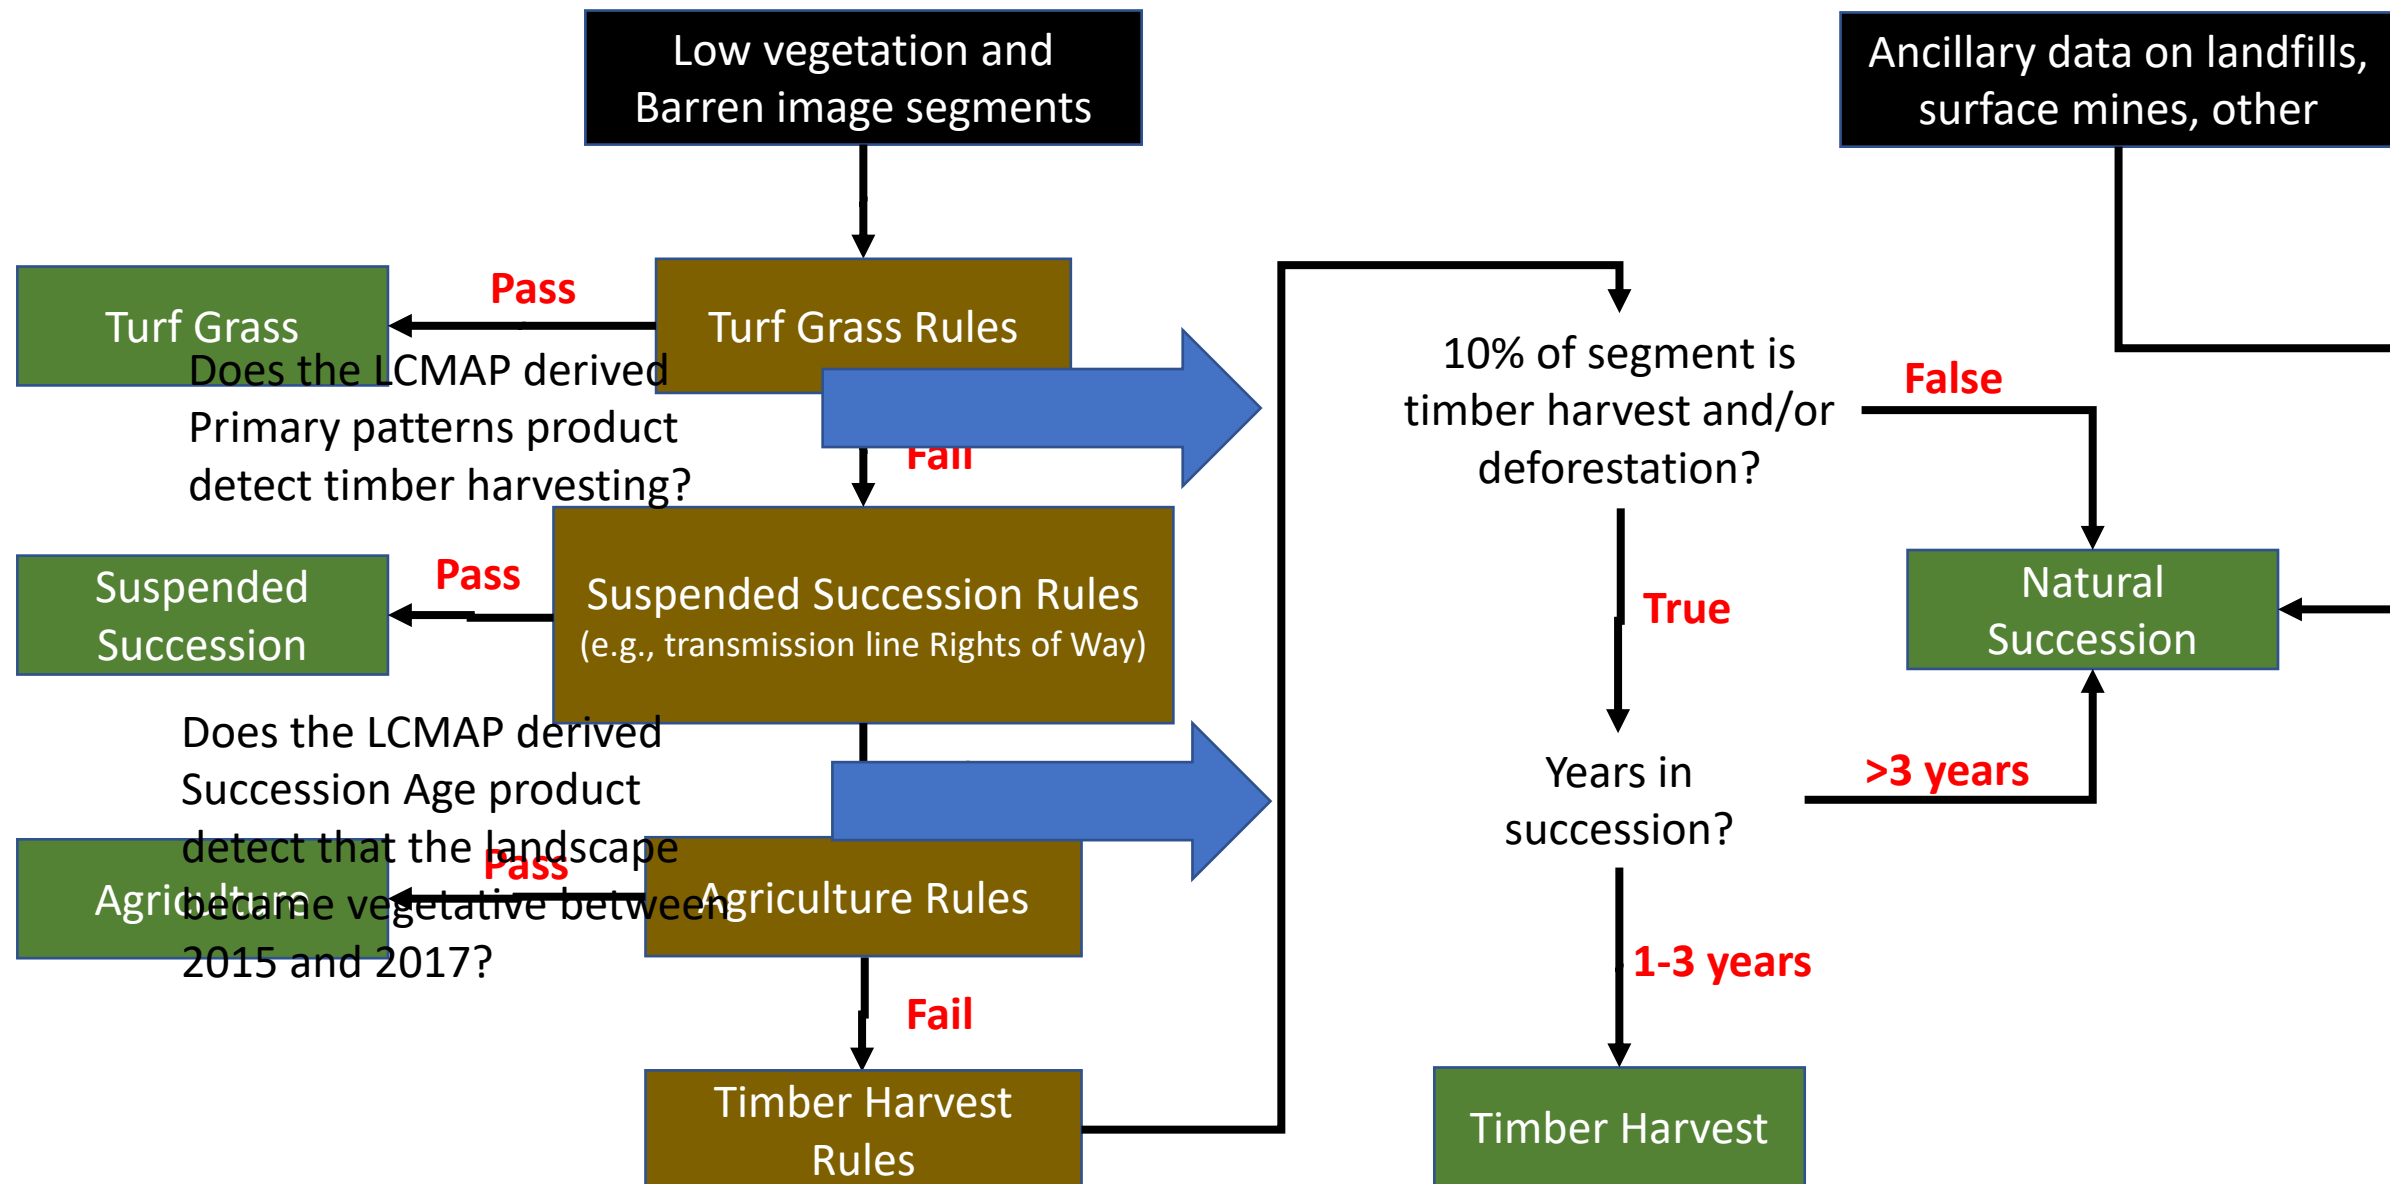 Low vegetation and
Barren image segments
Ancillary data on landfills,
surface mines, other
Turf Grass
Pass
Turf Grass Rules
Does the LCMAP derived
Primary patterns product
detect timber harvesting?
Fail
10% of segment is
timber harvest and/or
deforestation?
False
Suspended
Succession
Pass
Suspended Succession Rules
(e.g., transmission line Rights of Way)
True
Natural
Succession
Does the LCMAP derived
Succession Age product
detect that the landscape
became vegetative between
2015 and 2017?
Years in
succession?
>3 years
Agriculture
Pass
Agriculture Rules
1-3 years
Fail
Timber Harvest
Rules
Timber Harvest